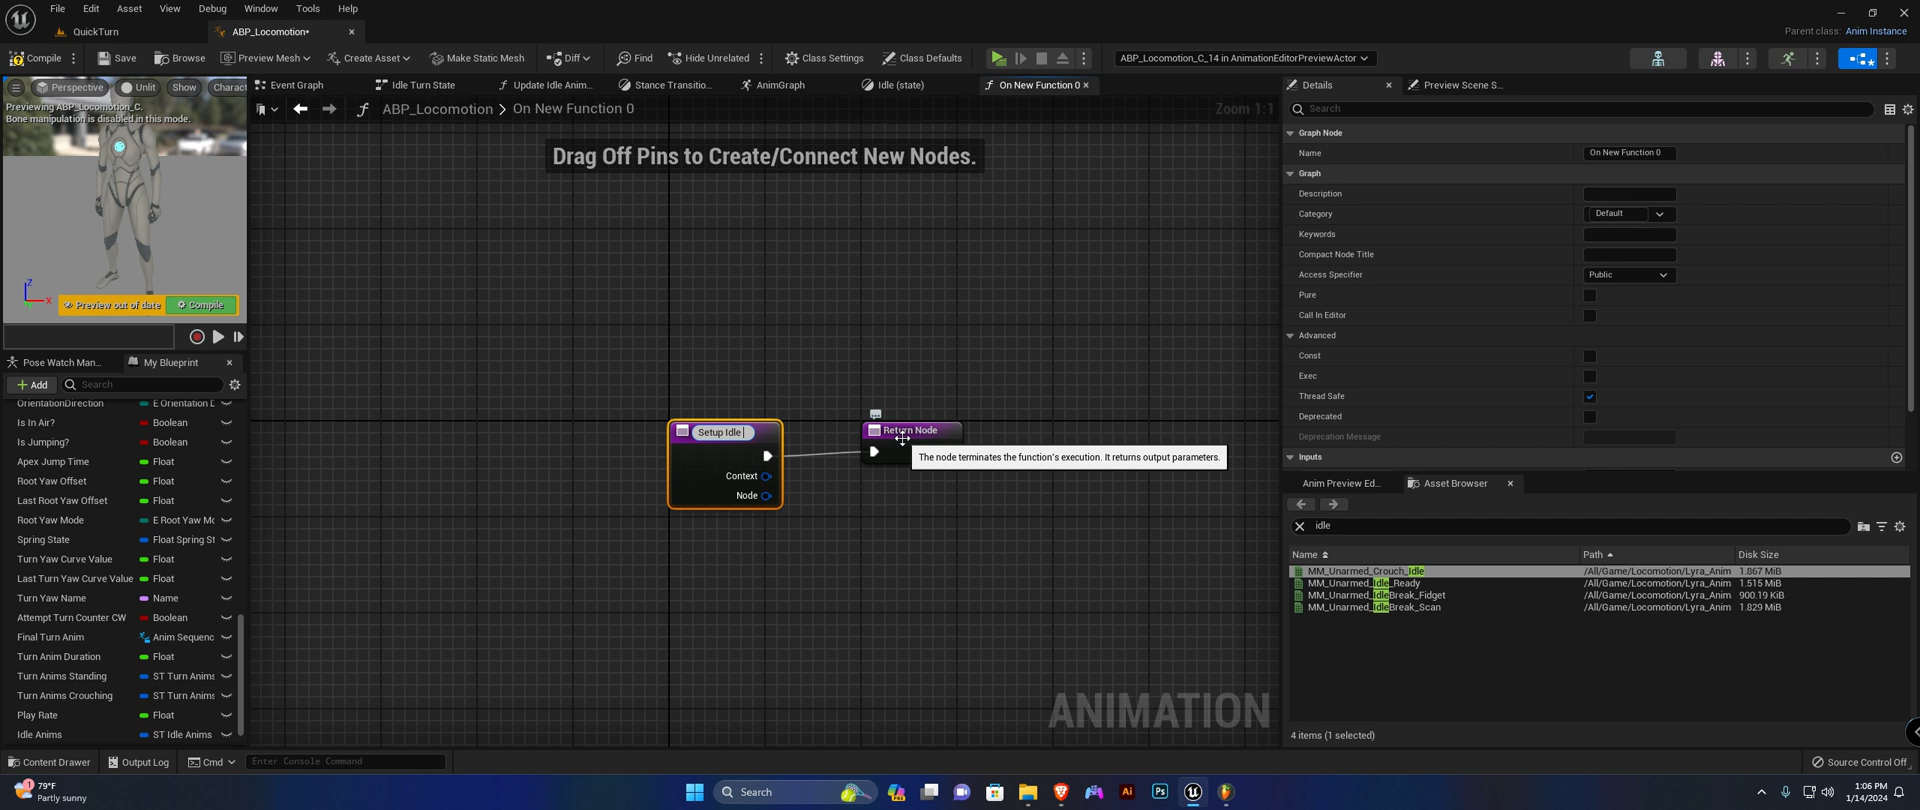 File Edit Asset View Debug Window Tools Help
QuickTurn ABP_Locomotion•
Parent class: Anim Instance
Compile Save Browse Preview Mesh Create Asset Make Static Mesh Diff Find Hide Unrelated Class Settings Class Defaults ABP_Locomotion_C_14 in AnimationEditorPreviewActor
Perspective Unlit Show Charact
Event Graph Idle Turn State Update Idle Anim... Stance Transitio... AnimGraph Idle (state) On New Function 0
Details Preview Scene S...
Previewing ABP_Locomotion_C.
Bone manipulation is disabled in this mode.
ABP_Locomotion > On New Function 0
Zoom 1:1
Search
Drag Off Pins to Create/Connect New Nodes.
Graph Node
Name On New Function 0
Graph
Description
Category Default
Keywords
Compact Node Title
Access Specifier Public
Pure
Call In Editor
Advanced
Const
Exec
Thread Safe
Deprecated
Deprecation Message
Inputs
Z
X
Preview out of date Compile
Pose Watch Man... My Blueprint
Add Search
OrientationDirection E Orientation D
Is In Air? Boolean
Is Jumping? Boolean
Apex Jump Time Float
Root Yaw Offset Float
Last Root Yaw Offset Float
Root Yaw Mode E Root Yaw Mo
Spring State Float Spring St
Turn Yaw Curve Value Float
Last Turn Yaw Curve Value Float
Turn Yaw Name Name
Attempt Turn Counter CW Boolean
Final Turn Anim Anim Sequenc
Turn Anim Duration Float
Turn Anims Standing ST Turn Anims
Turn Anims Crouching ST Turn Anims
Play Rate Float
Idle Anims ST Idle Anims
Setup Idle
Context
Node
Return Node
The node terminates the function's execution. It returns output parameters.
ANIMATION
Anim Preview Ed... Asset Browser
idle
Name Path Disk Size
MM_Unarmed_Crouch_Idle /All/Game/Locomotion/Lyra_Anim 1.867 MiB
MM_Unarmed_Idle_Ready /All/Game/Locomotion/Lyra_Anim 1.515 MiB
MM_Unarmed_IdleBreak_Fidget /All/Game/Locomotion/Lyra_Anim 900.19 KiB
MM_Unarmed_IdleBreak_Scan /All/Game/Locomotion/Lyra_Anim 1.829 MiB
4 items (1 selected)
Content Drawer Output Log Cmd Enter Console Command
Source Control Off
1
79°F
Partly sunny
Search
PRE
Ai
Ps
1:06 PM
1/14/2024